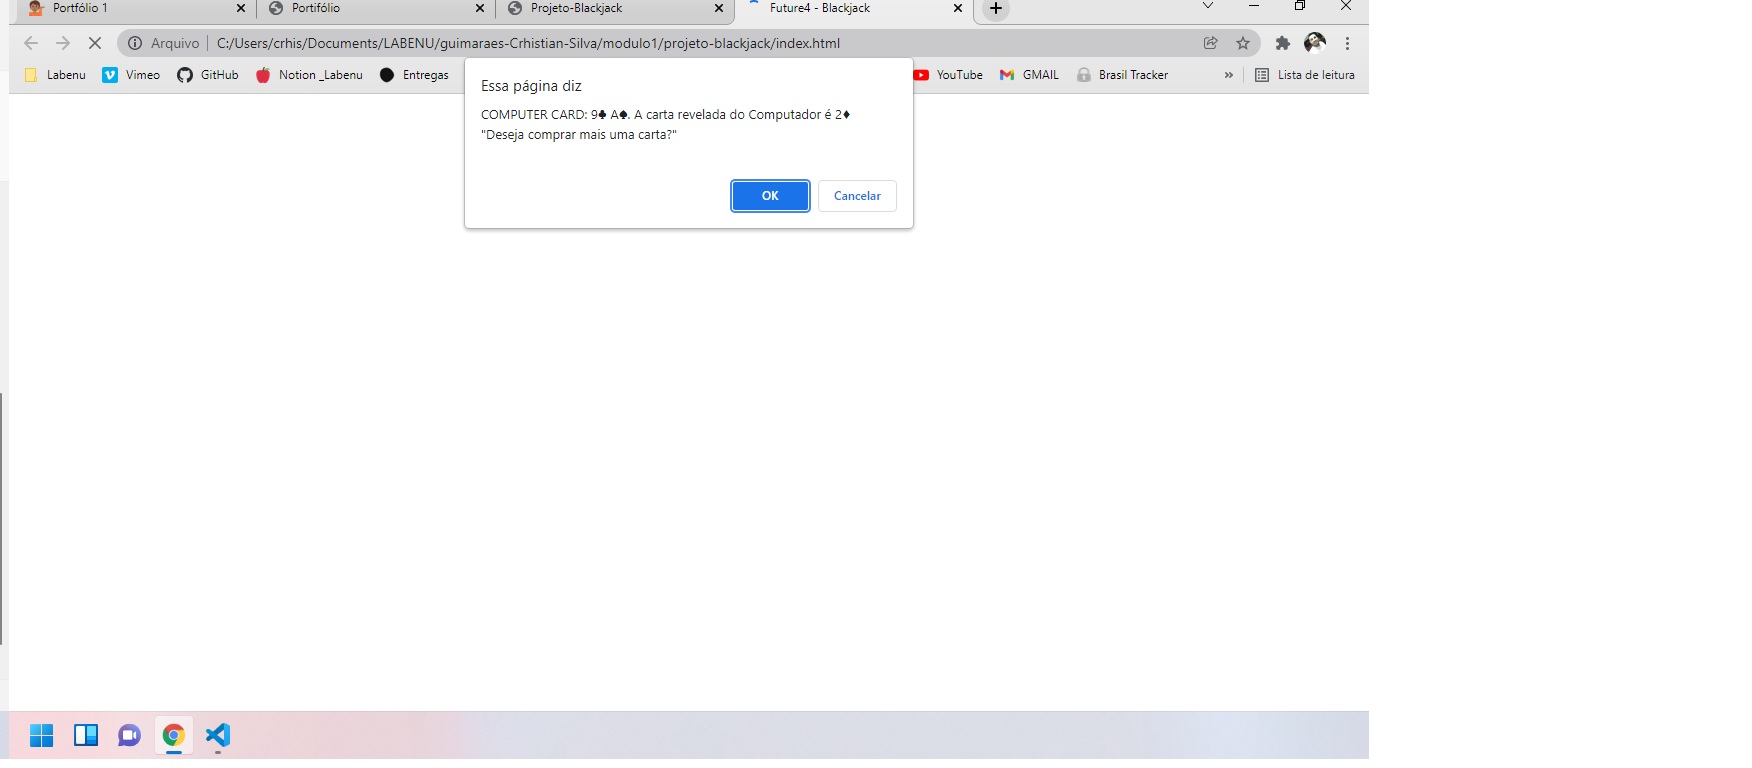 Portfólio 1
Portifólio
Projeto-Blackjack
Future4 - Blackjack
Arquivo | C:/Users/crhis/Documents/LABENU/guimaraes-Crhistian-Silva/modulo1/projeto-blackjack/index.html
Labenu Vimeo GitHub Notion _Labenu Entregas YouTube GMAIL Brasil Tracker » Lista de leitura
Essa página diz
COMPUTER CARD: 9♣ A♠. A carta revelada do Computador é 2♦
"Deseja comprar mais uma carta?"
OK Cancelar